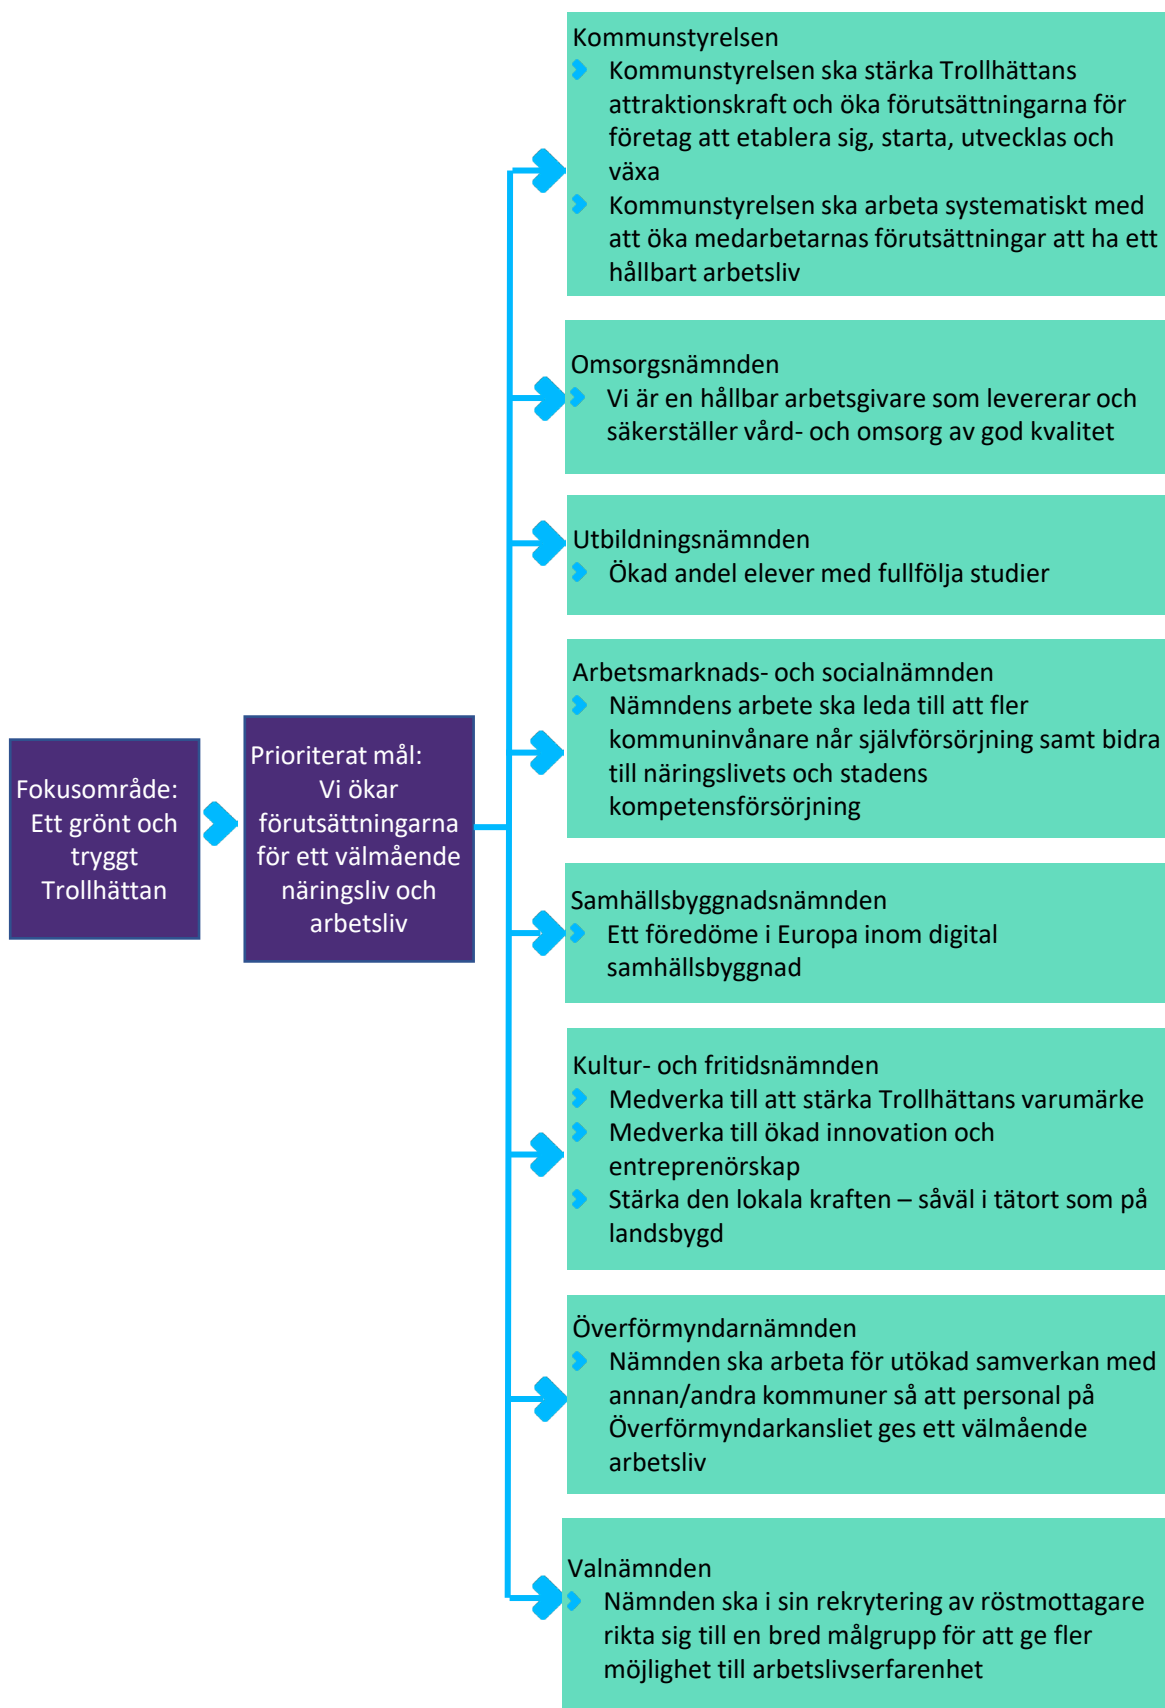 Fokusområde:
Ett grönt och
tryggt
Trollhättan
Prioriterat mål:
Vi ökar
förutsättningarna
för ett välmående
näringsliv och
arbetsliv
Kommunstyrelsen
Kommunstyrelsen ska stärka Trollhättans
attraktionskraft och öka förutsättningarna för
företag att etablera sig, starta, utvecklas och
växa
Kommunstyrelsen ska arbeta systematiskt med
att öka medarbetarnas förutsättningar att ha ett
hållbart arbetsliv
Omsorgsnämnden
Vi är en hållbar arbetsgivare som levererar och
säkerställer vård- och omsorg av god kvalitet
Utbildningsnämnden
Ökad andel elever med fullfölja studier
Arbetsmarknads- och socialnämnden
Nämndens arbete ska leda till att fler
kommuninvånare når självförsörjning samt bidra
till näringslivets och stadens
kompetensförsörjning
Samhällsbyggnadsnämnden
Ett föredöme i Europa inom digital
samhällsbyggnad
Kultur- och fritidsnämnden
Medverka till att stärka Trollhättans varumärke
Medverka till ökad innovation och
entreprenörskap
Stärka den lokala kraften – såväl i tätort som på
landsbygd
Överförmyndarnämnden
Nämnden ska arbeta för utökad samverkan med
annan/andra kommuner så att personal på
Överförmyndarkansliet ges ett välmående
arbetsliv
Valnämnden
Nämnden ska i sin rekrytering av röstmottagare
rikta sig till en bred målgrupp för att ge fler
möjlighet till arbetslivserfarenhet